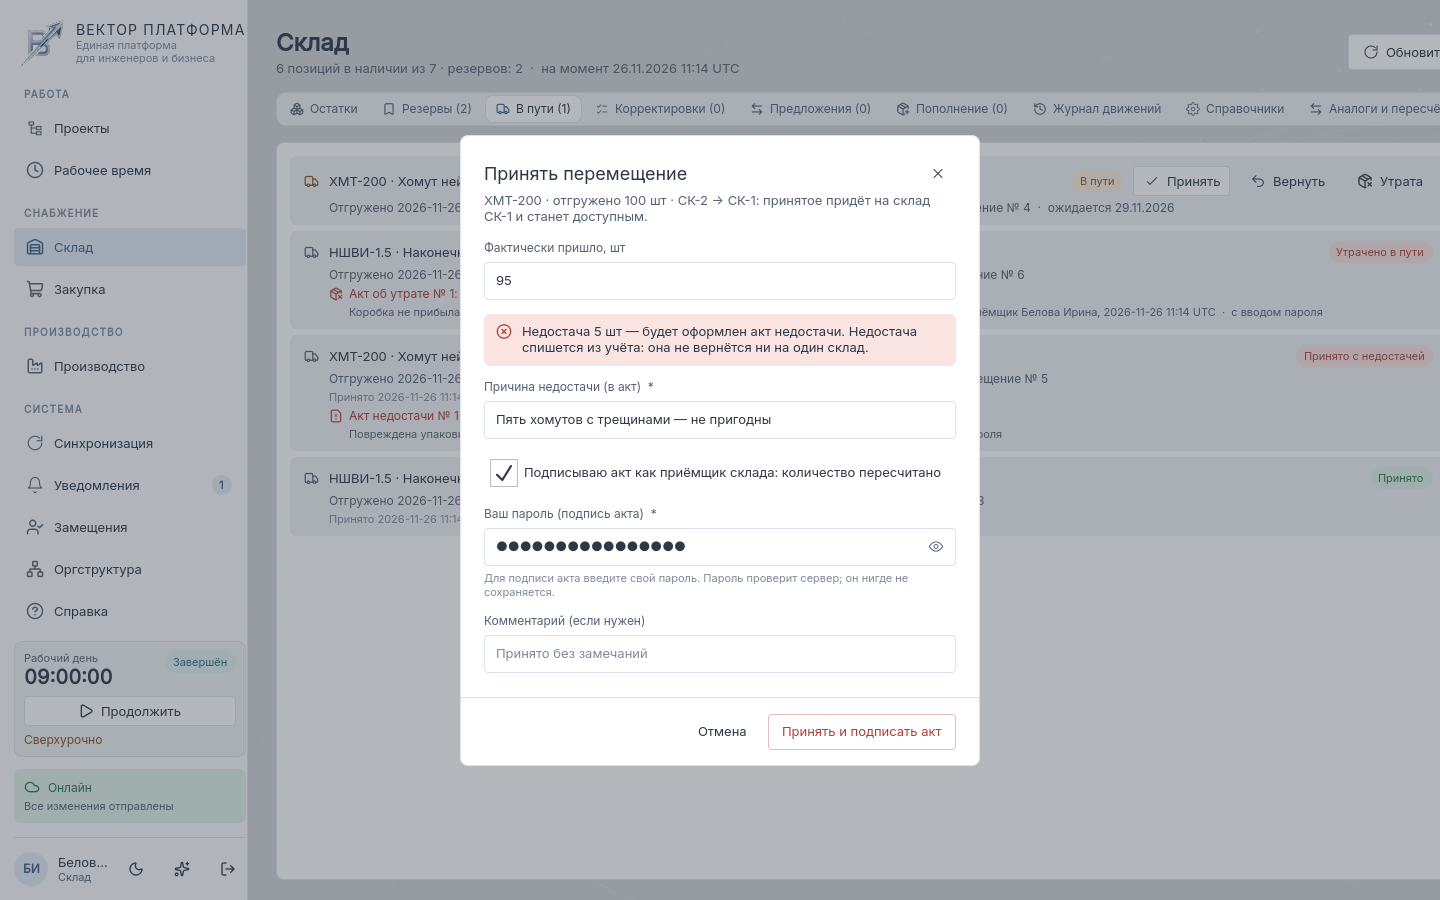 ВЕКТОР ПЛАТФОРМА
Единая платформа
для инженеров и бизнеса
РАБОТА
Проекты
Рабочее время
СНАБЖЕНИЕ
Склад
Закупка
ПРОИЗВОДСТВО
Производство
СИСТЕМА
Синхронизация
Уведомления 1
Замещения
Оргструктура
Справка
Рабочий день
Завершён
09:00:00
Продолжить
Сверхурочно
Онлайн
Все изменения отправлены
БИ
Белов...
Склад
Склад
6 позиций в наличии из 7 · резервов: 2 · на момент 26.11.2026 11:14 UTC
Обновит
Остатки
Резервы (2)
В пути (1)
Корректировки (0)
Предложения (0)
Пополнение (0)
Журнал движений
Справочники
Аналоги и пересчё
ХМТ-200 · Хомут ней
В пути
Принять
Вернуть
Утрата
Отгружено 2026-11-26
ние № 4 · ожидается 29.11.2026
НШВИ-1.5 · Наконечн
Утрачено в пути
Отгружено 2026-11-26
ние № 6
Акт об утрате № 1:
Коробка не прибыла
ёмщик Белова Ирина, 2026-11-26 11:14 UTC · с вводом пароля
ХМТ-200 · Хомут ней
Принято с недостачей
Отгружено 2026-11-26
ещение № 5
Принято 2026-11-26 11:14
Акт недостачи № 1
Повреждена упаковк
роля
НШВИ-1.5 · Наконечн
Принято
Отгружено 2026-11-26
3
Принято 2026-11-26 11:14
Принять перемещение
ХМТ-200 · отгружено 100 шт · СК-2 → СК-1: принятое придёт на склад
СК-1 и станет доступным.
Фактически пришло, шт
95
Недостача 5 шт — будет оформлен акт недостачи. Недостача
спишется из учёта: она не вернётся ни на один склад.
Причина недостачи (в акт) *
Пять хомутов с трещинами — не пригодны
Подписываю акт как приёмщик склада: количество пересчитано
Ваш пароль (подпись акта) *
●●●●●●●●●●●●●●●●
Для подписи акта введите свой пароль. Пароль проверит сервер; он нигде не
сохраняется.
Комментарий (если нужен)
Принято без замечаний
Отмена
Принять и подписать акт